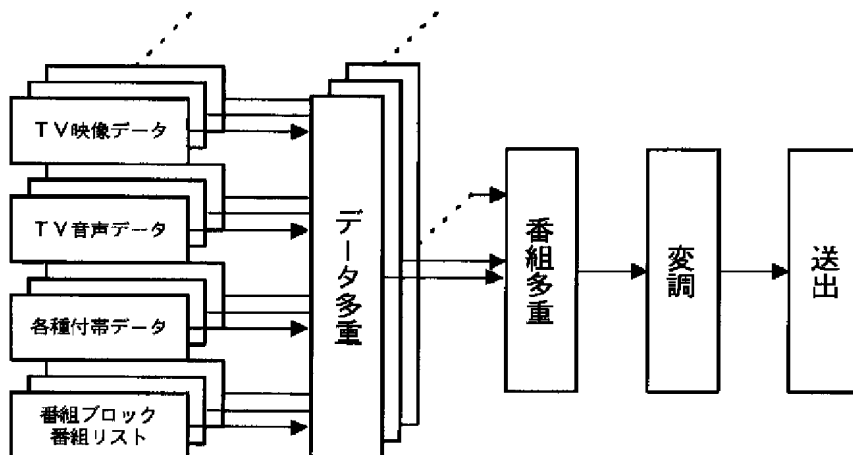 TV映像データ
TV音声データ
各種付帯データ
番組ブロック
番組リスト
データ多重
番組多重
変調
送出